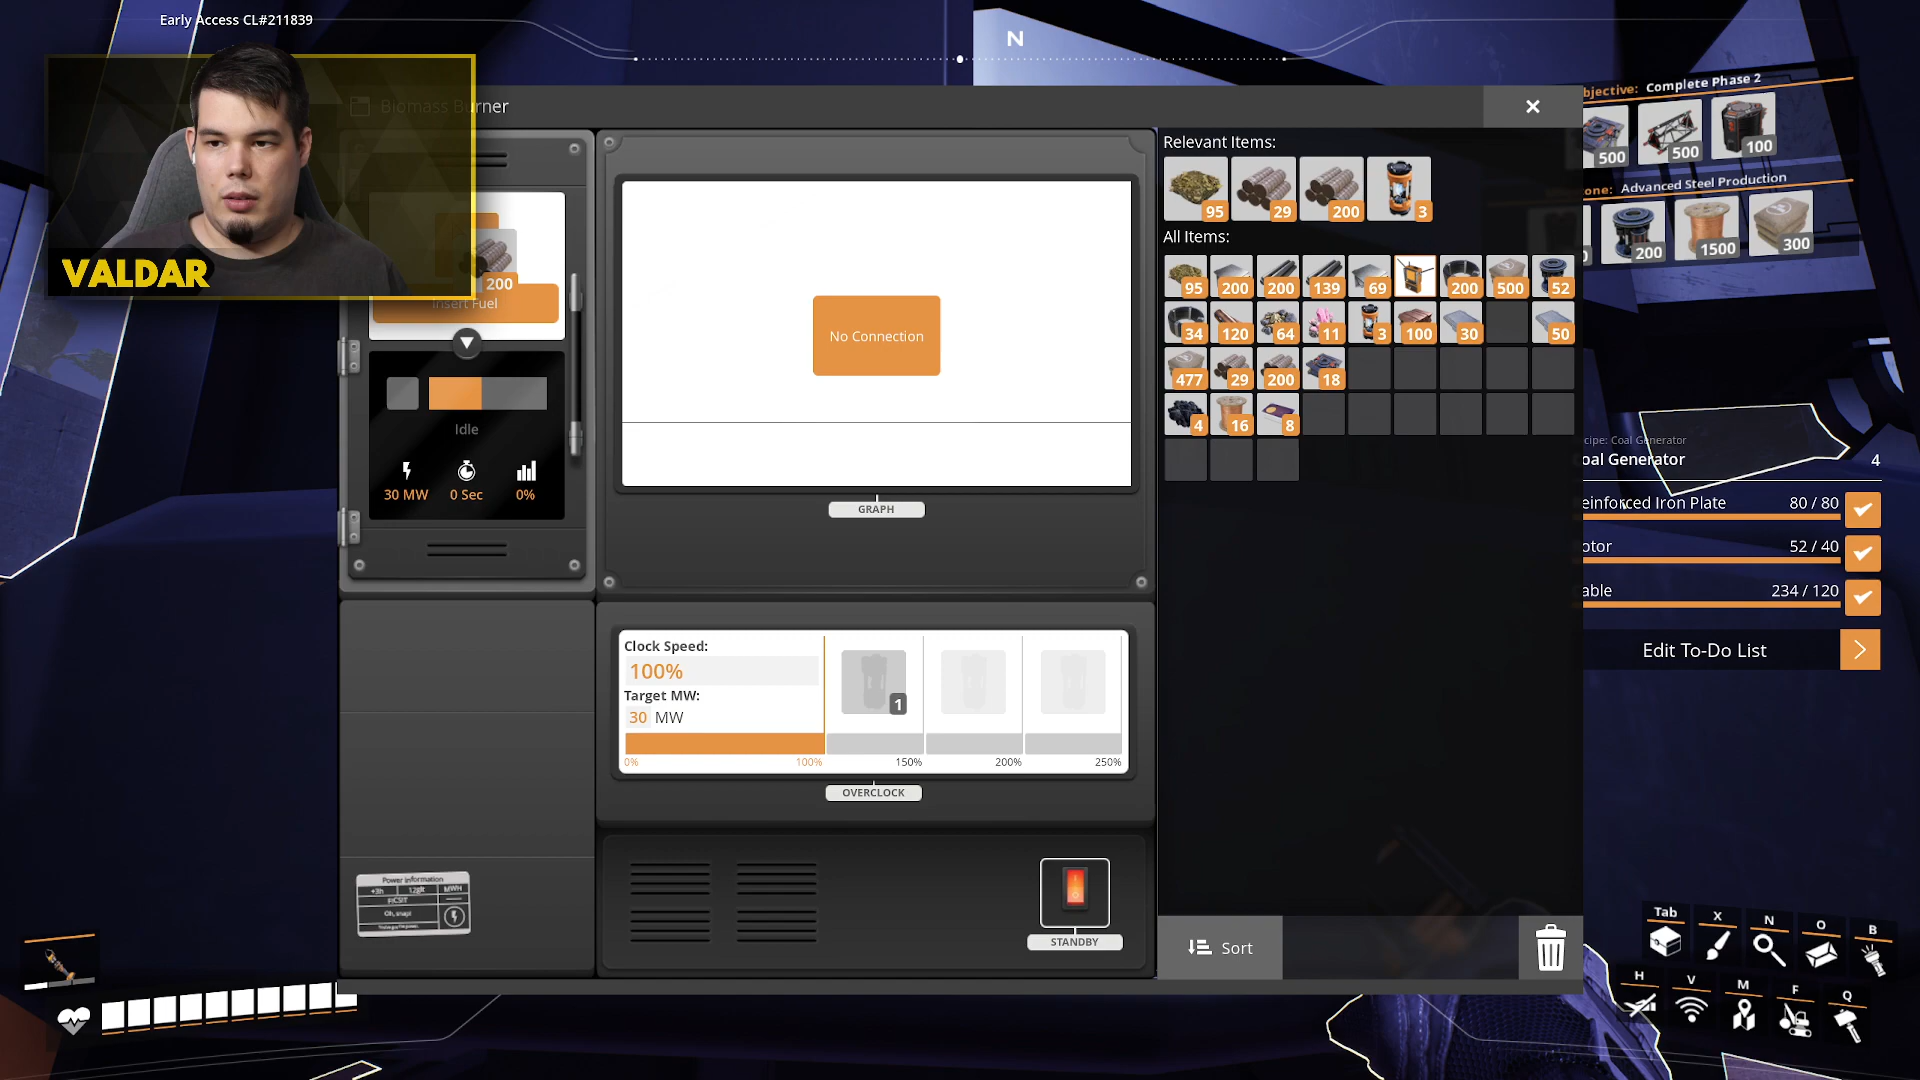 Early Access CL#211839
N
Biomass Burner
VALDAR
200
Insert Fuel
Idle
30 MW
0 Sec
0%
No Connection
GRAPH
Clock Speed:
100%
Target MW:
30 MW
1
0%
100%
150%
200%
250%
OVERCLOCK
Power Information
FICSIT
STANDBY
Relevant Items:
95
29
200
3
All Items:
95
200
200
139
69
200
500
52
34
120
64
11
3
100
30
50
477
29
200
18
4
16
8
Sort
bjective: Complete Phase 2
500
500
100
one: Advanced Steel Production
200
1500
300
cipe: Coal Generator
oal Generator
4
einforced Iron Plate
80 / 80
otor
52 / 40
able
234 / 120
Edit To-Do List
Tab
X
N
O
B
H
V
M
F
Q